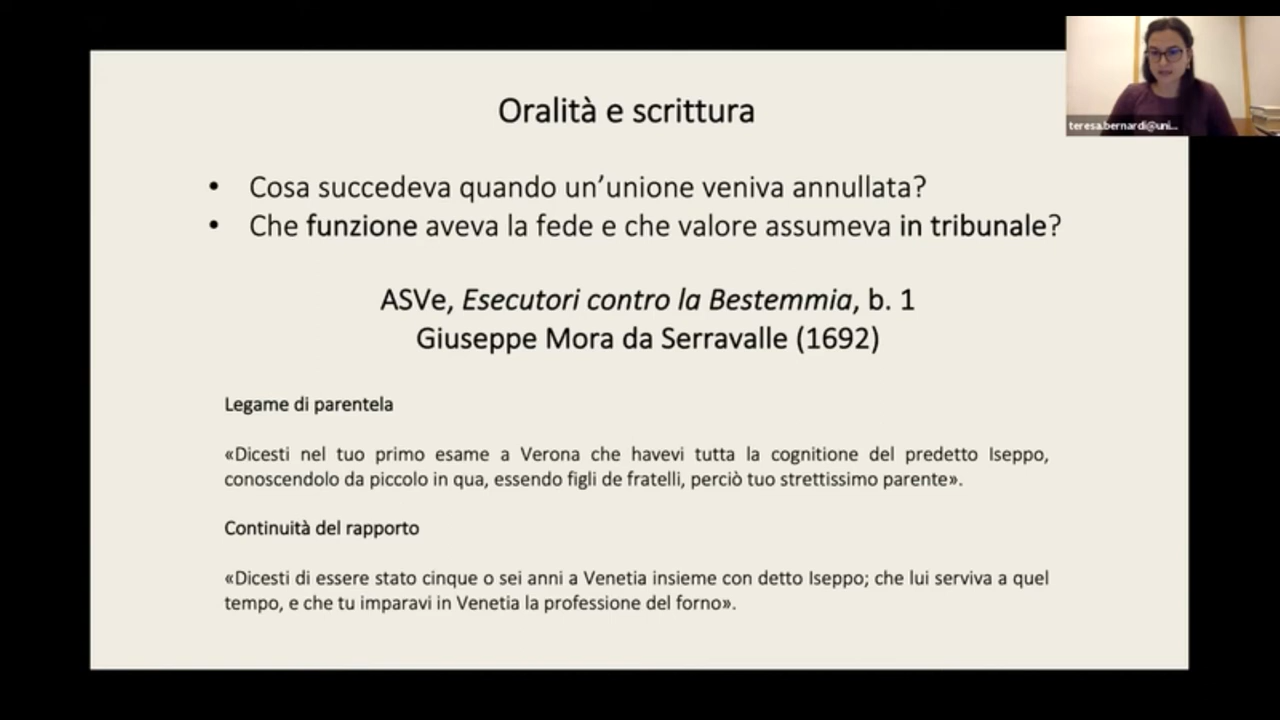 Oralità e scrittura
• Cosa succedeva quando un’unione veniva annullata?
• Che funzione aveva la fede e che valore assumeva in tribunale?
ASVe, Esecutori contro la Bestemmia, b. 1
Giuseppe Mora da Serravalle (1692)
Legame di parentela
«Dicesti nel tuo primo esame a Verona che havevi tutta la cognitione del predetto Iseppo,
conoscendolo da piccolo in qua, essendo figli de fratelli, perciò tuo strettissimo parente».
Continuità del rapporto
«Dicesti di essere stato cinque o sei anni a Venetia insieme con detto Iseppo; che lui serviva a quel
tempo, e che tu imparavi in Venetia la professione del forno».
teresa.bernardi@uni...